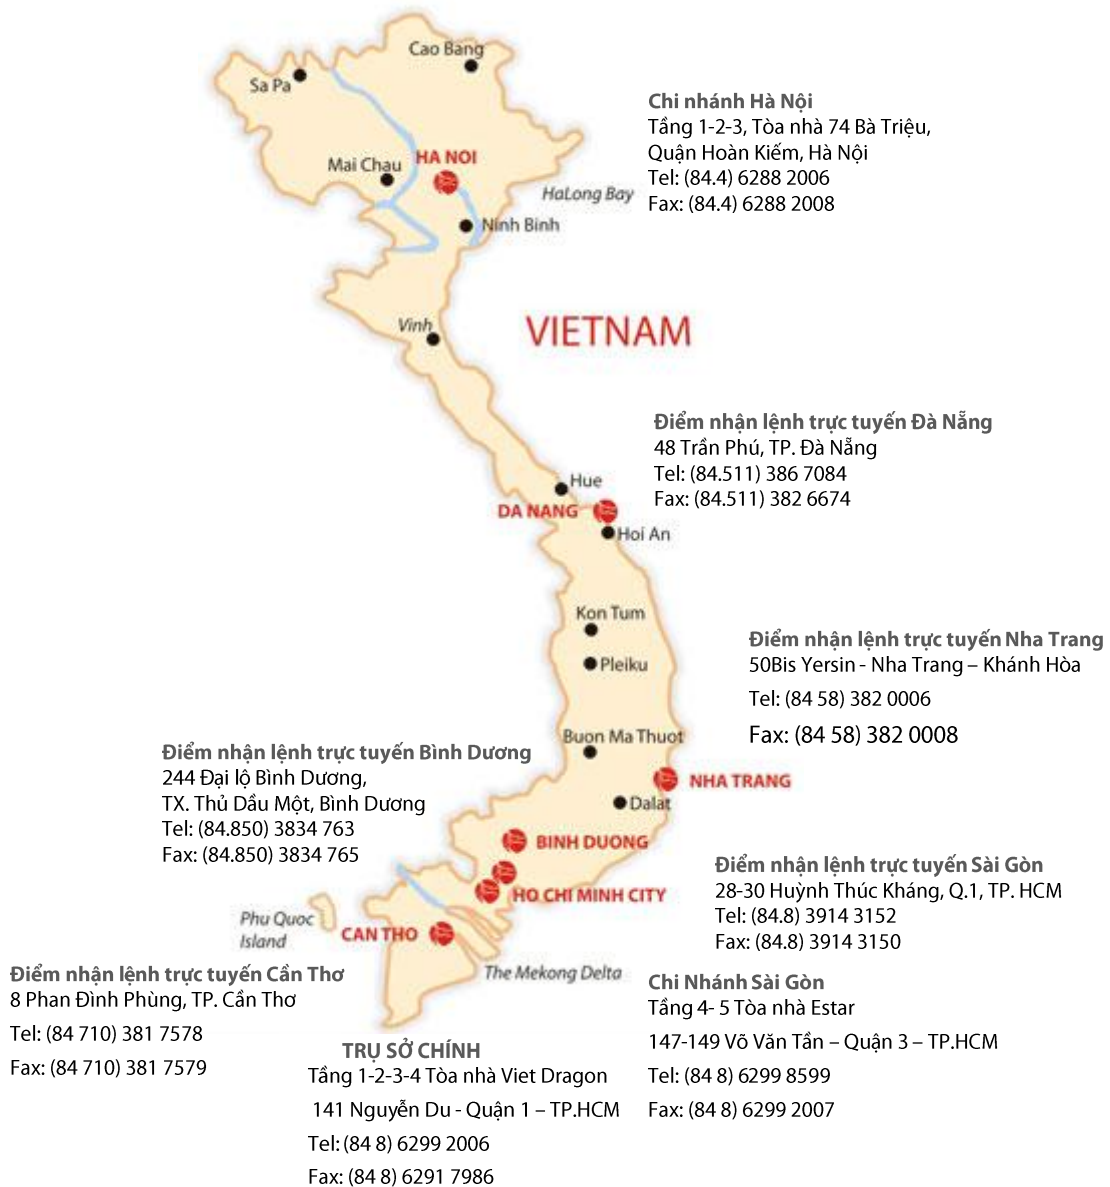 Cao Bang
Sa Pa
Chi nhánh Hà Nội
Tầng 1-2-3, Tòa nhà 74 Bà Triệu,
Quận Hoàn Kiếm, Hà Nội
Tel: (84.4) 6288 2006
Fax: (84.4) 6288 2008
HA NOI
Mai Chau
HaLong Bay
Ninh Binh
Vinh
VIETNAM
Điểm nhận lệnh trực tuyến Đà Nẵng
48 Trần Phú, TP. Đà Nẵng
Tel: (84.511) 386 7084
Fax: (84.511) 382 6674
Hue
DA NANG
Hoi An
Kon Tum
Pleiku
Điểm nhận lệnh trực tuyến Nha Trang
50Bis Yersin - Nha Trang – Khánh Hòa
Tel: (84 58) 382 0006
Fax: (84 58) 382 0008
Buon Ma Thuot
Điểm nhận lệnh trực tuyến Bình Dương
244 Đại lộ Bình Dương,
TX. Thủ Dầu Một, Bình Dương
Tel: (84.850) 3834 763
Fax: (84.850) 3834 765
NHA TRANG
Dalat
BINH DUONG
HO CHI MINH CITY
Điểm nhận lệnh trực tuyến Sài Gòn
28-30 Huỳnh Thúc Kháng, Q.1, TP. HCM
Tel: (84.8) 3914 3152
Fax: (84.8) 3914 3150
Phu Quoc
Island
CAN THO
The Mekong Delta
Điểm nhận lệnh trực tuyến Cần Thơ
8 Phan Đình Phùng, TP. Cần Thơ
Tel: (84 710) 381 7578
Fax: (84 710) 381 7579
Chi Nhánh Sài Gòn
Tầng 4- 5 Tòa nhà Estar
147-149 Võ Văn Tần – Quận 3 – TP.HCM
Tel: (84 8) 6299 8599
Fax: (84 8) 6299 2007
TRỤ SỞ CHÍNH
Tầng 1-2-3-4 Tòa nhà Viet Dragon
141 Nguyễn Du - Quận 1 – TP.HCM
Tel: (84 8) 6299 2006
Fax: (84 8) 6291 7986